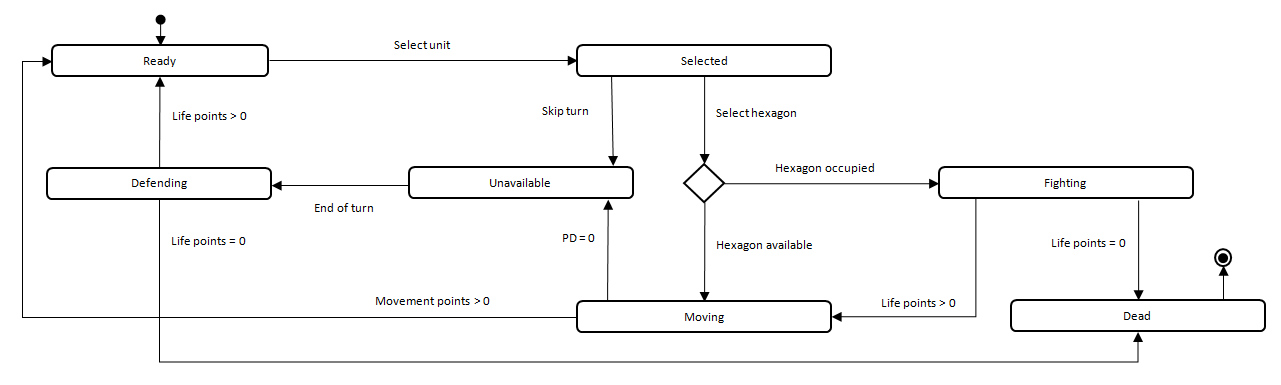 Select unit
Ready
Selected
Life points > 0
Skip turn
Select hexagon
Hexagon occupied
Defending
Unavailable
Fighting
End of turn
Life points = 0
PD = 0
Hexagon available
Life points = 0
Movement points > 0
Life points > 0
Moving
Dead